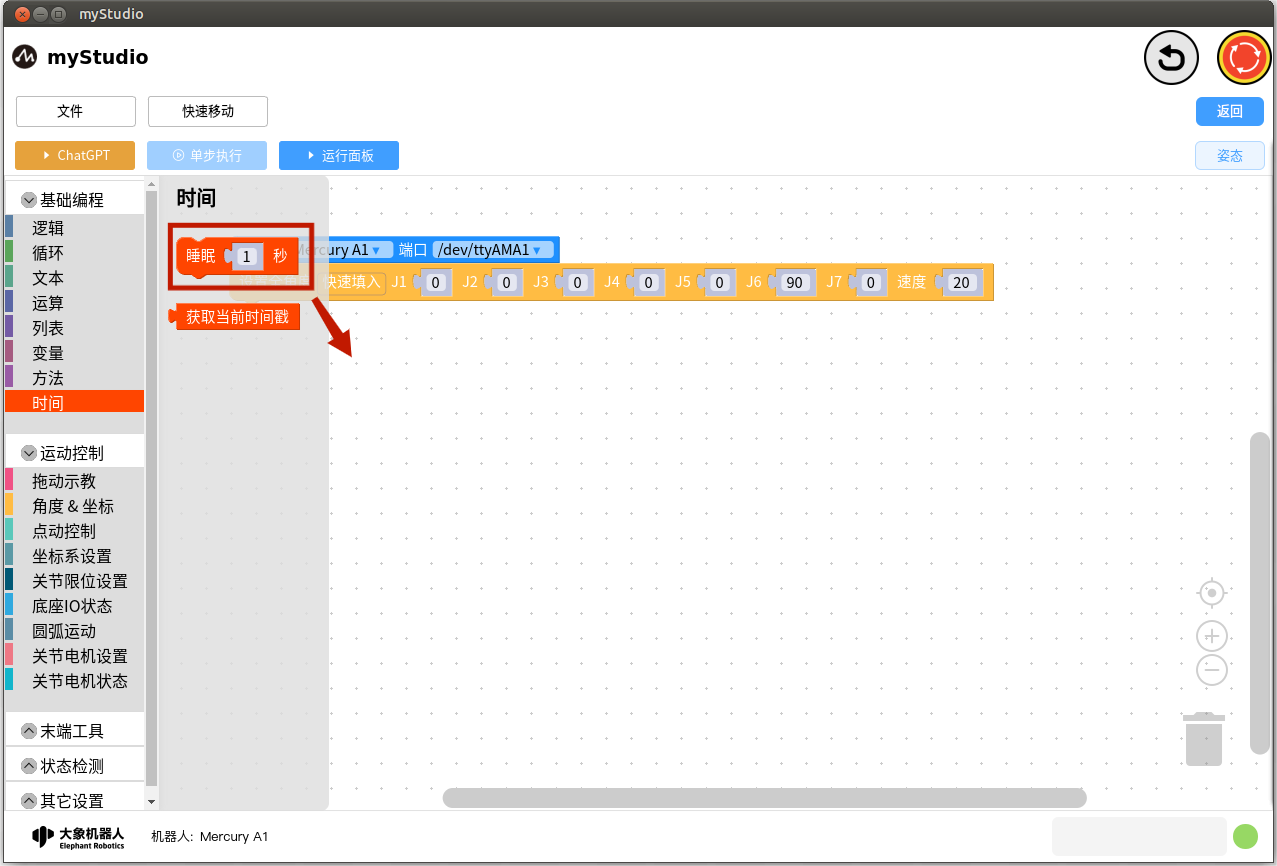 myStudio
myStudio
文件
快速移动
返回
ChatGPT
单步执行
运行面板
姿态
基础编程
逻辑
循环
文本
运算
列表
变量
方法
时间
运动控制
拖动示教
角度 & 坐标
点动控制
坐标系设置
关节限位设置
底座IO状态
圆弧运动
关节电机设置
关节电机状态
末端工具
状态检测
其它设置
时间
睡眠 1 秒
获取当前时间戳
Mercury A1 端口 /dev/ttyAMA1
快速填入 J1 0 J2 0 J3 0 J4 0 J5 0 J6 90 J7 0 速度 20
大象机器人
Elephant Robotics
机器人: Mercury A1